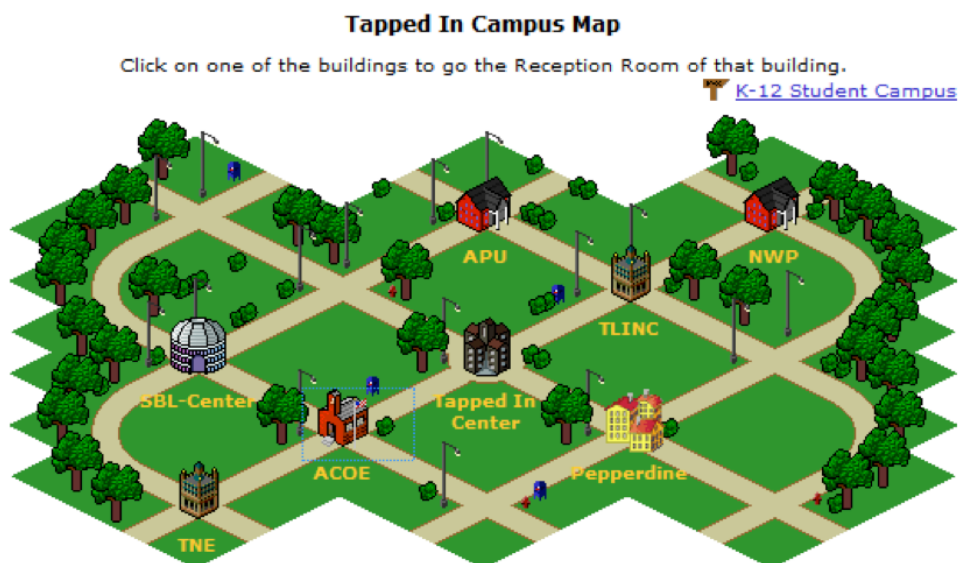 Tapped In Campus Map
Click on one of the buildings to go the Reception Room of that building.
K-12 Student Campus
APU
NWP
TLINC
SBL-Center
Tapped In
Center
ACOE
Pepperdine
TNE